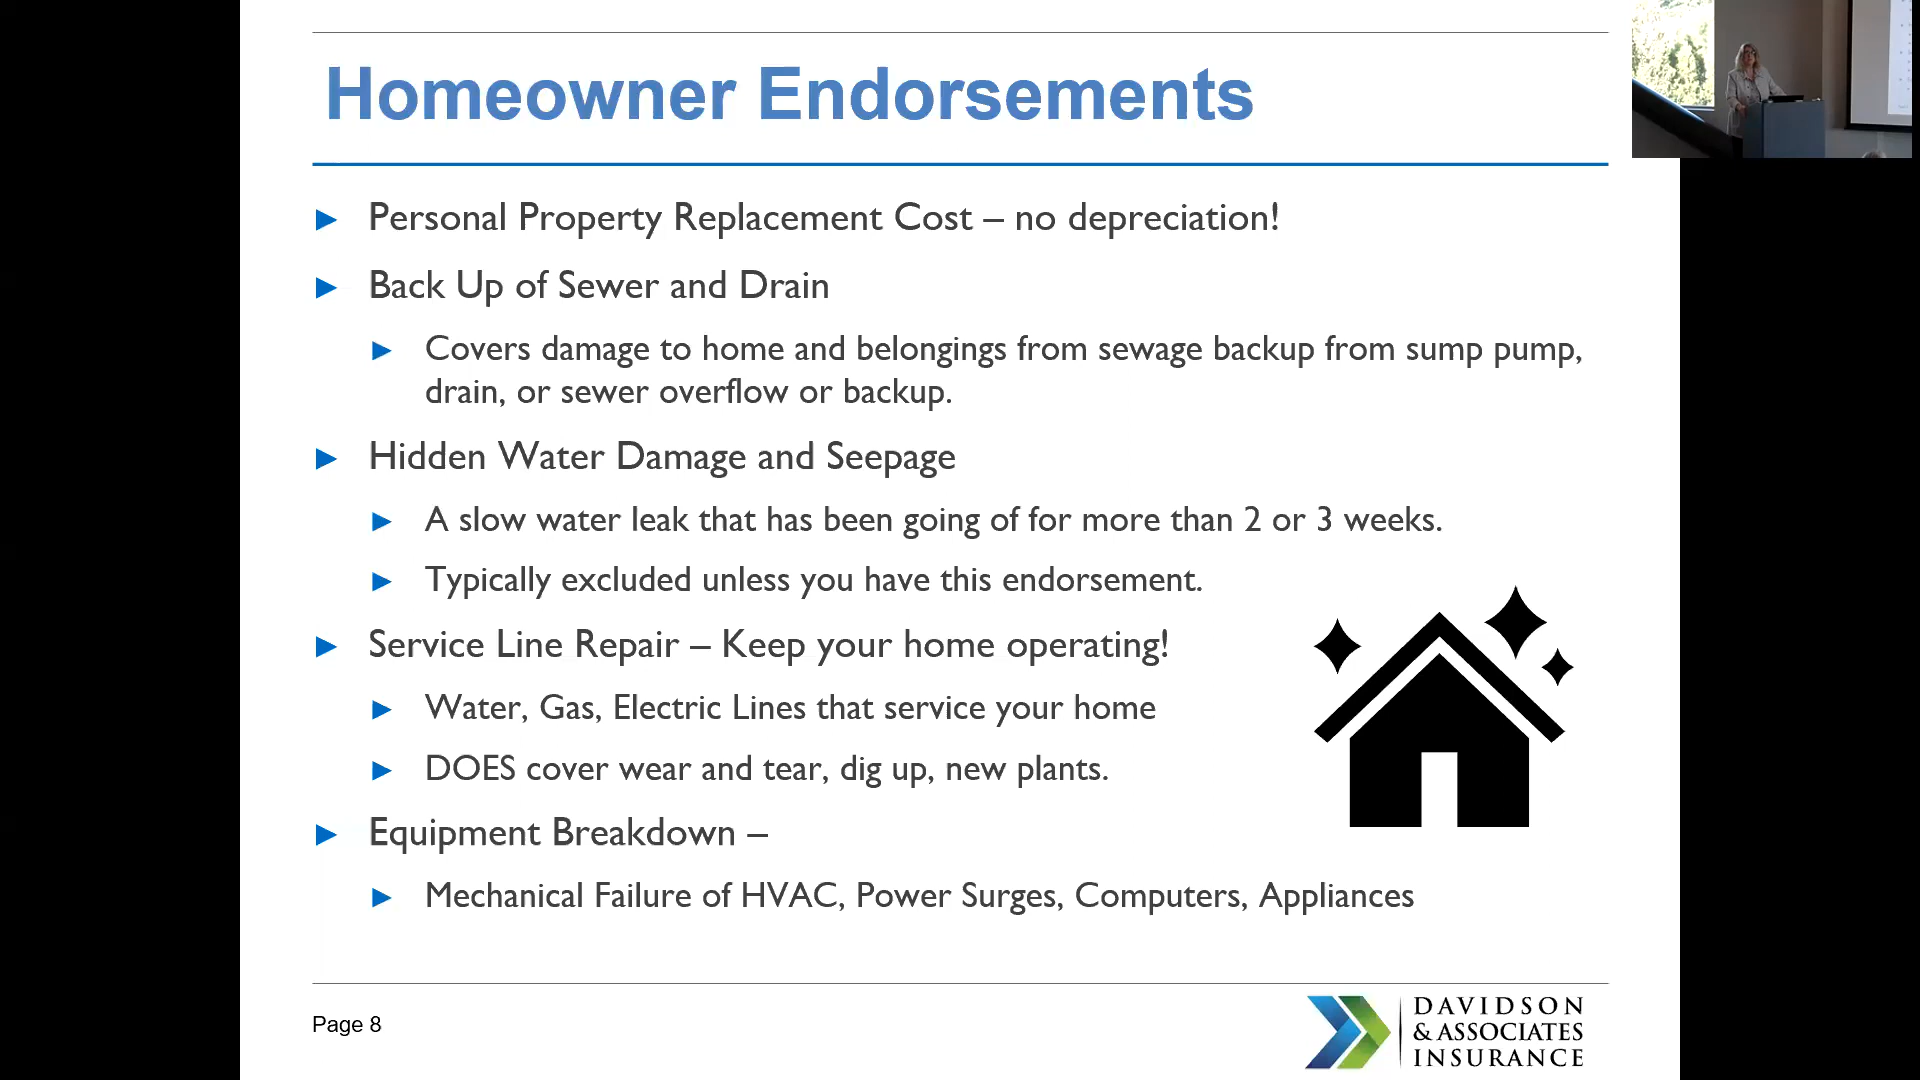 Homeowner Endorsements
Personal Property Replacement Cost – no depreciation!
Back Up of Sewer and Drain
Covers damage to home and belongings from sewage backup from sump pump,
drain, or sewer overflow or backup.
Hidden Water Damage and Seepage
A slow water leak that has been going of for more than 2 or 3 weeks.
Typically excluded unless you have this endorsement.
Service Line Repair – Keep your home operating!
Water, Gas, Electric Lines that service your home
DOES cover wear and tear, dig up, new plants.
Equipment Breakdown –
Mechanical Failure of HVAC, Power Surges, Computers, Appliances
Page 8
DAVIDSON
& ASSOCIATES
INSURANCE